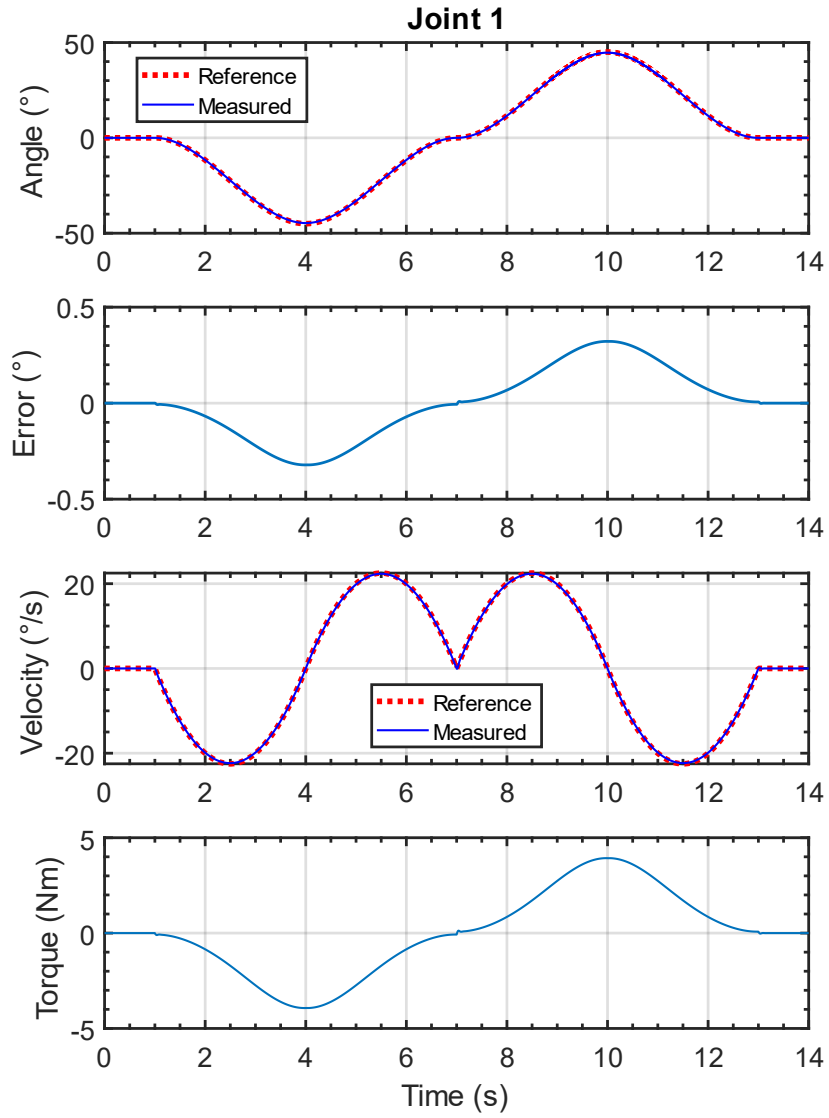 Joint 1
50
0
-50
Angle (°)
Reference
Measured
0 2 4 6 8 10 12 14
0.5
0
-0.5
Error (°)
0 2 4 6 8 10 12 14
20
0
-20
Velocity (°/s)
Reference
Measured
0 2 4 6 8 10 12 14
5
0
-5
Torque (Nm)
0 2 4 6 8 10 12 14
Time (s)